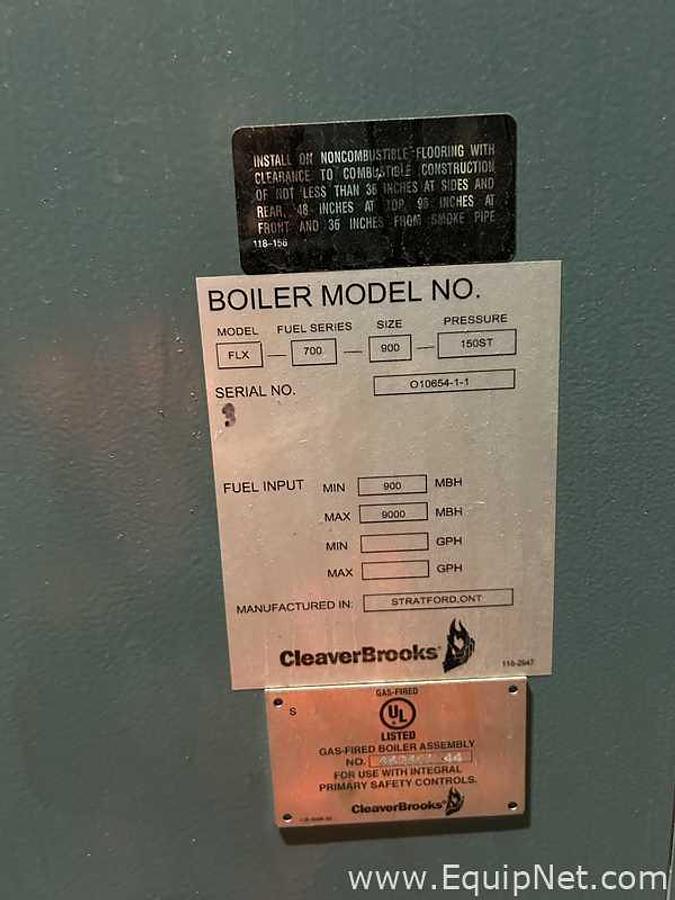 INSTALL ON NONCOMBUSTIBLE FLOORING WITH
CLEARANCE TO COMBUSTIBLE CONSTRUCTION
OF NOT LESS THAN 36 INCHES AT SIDES AND
REAR, 48 INCHES AT TOP, 96 INCHES AT
FRONT AND 36 INCHES FROM SMOKE PIPE
118-156
BOILER MODEL NO.
MODEL FUEL SERIES SIZE PRESSURE
FLX — 700 — 900 — 150ST
SERIAL NO. O10654-1-1
FUEL INPUT MIN 900 MBH
MAX 9000 MBH
MIN GPH
MAX GPH
MANUFACTURED IN: STRATFORD,ONT
CleaverBrooks
118-2947
GAS-FIRED
S
UL
LISTED
GAS-FIRED BOILER ASSEMBLY
NO. 44
FOR USE WITH INTEGRAL
PRIMARY SAFETY CONTROLS.
CleaverBrooks
www.EquipNet.com